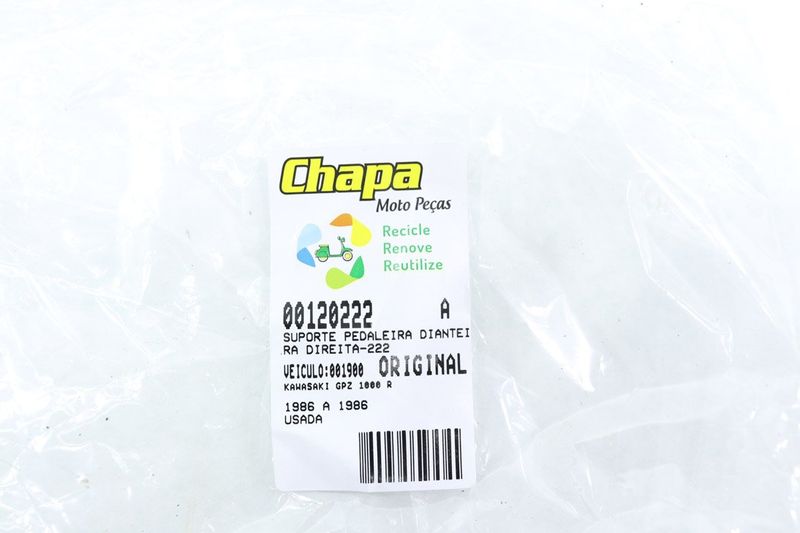 Chapa
Moto Peças
Recicle
Renove
Reutilize
00120222 A
SUPORTE PEDALEIRA DIANTEI
RA DIREITA-222
VEICULO:001900 ORIGINAL
KAWASAKI GPZ 1000 R
1986 A 1986
USADA